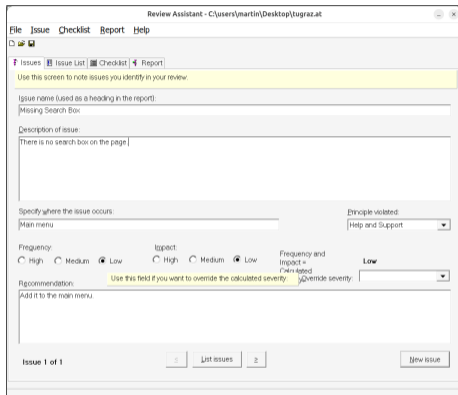 Review Assistant - C:\users\martin\Desktop\tugraz.at
File Issue Checklist Report Help
Issues Issue List Checklist Report
Use this screen to note issues you identify in your review.
Issue name (used as a heading in the report):
Missing Search Box
Description of issue:
There is no search box on the page.
Specify where the issue occurs:
Principle violated:
Main menu
Help and Support
Frequency:
Impact:
High Medium Low
High Medium Low
Frequency and
Impact =
Calculated
Low
Override severity:
Use this field if you want to override the calculated severity.
Recommendation:
Add it to the main menu.
Issue 1 of 1
≤
List issues
≥
New issue